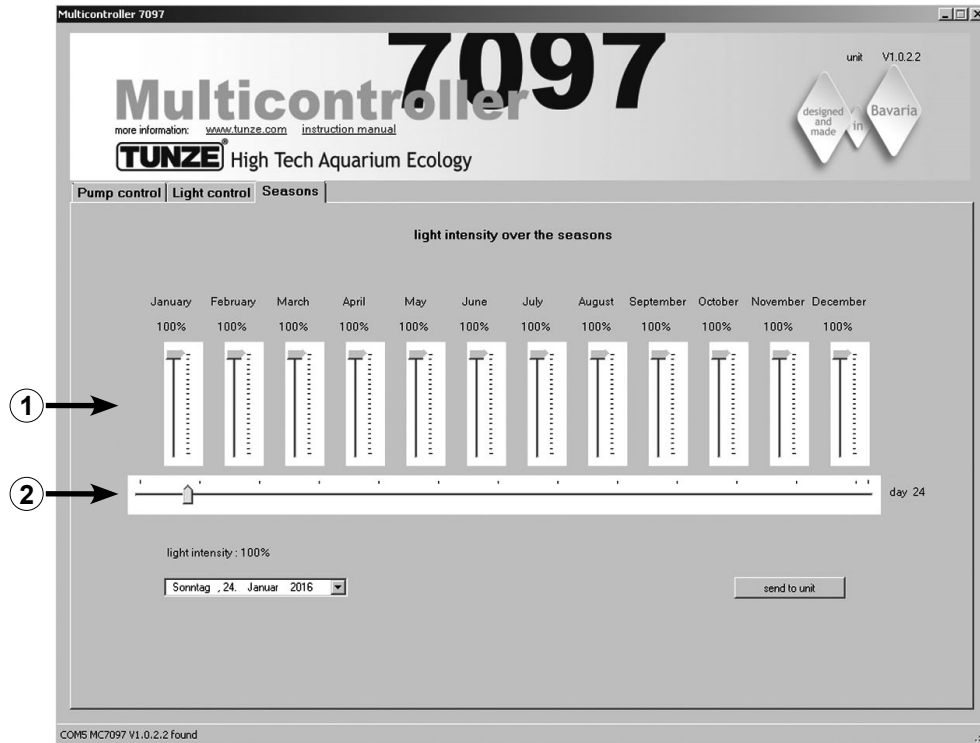 Multicontroller 7097
7097
unit V1.0.2.2
Multicontroller
designed and made in Bavaria
more information: www.tunze.com instruction manual
TUNZE® High Tech Aquarium Ecology
Pump control Light control Seasons
light intensity over the seasons
January February March April May June July August September October November December
100% 100% 100% 100% 100% 100% 100% 100% 100% 100% 100% 100%
1
2
day 24
light intensity : 100%
Sonntag , 24. Januar 2016
send to unit
COM5 MC7097 V1.0.2.2 found